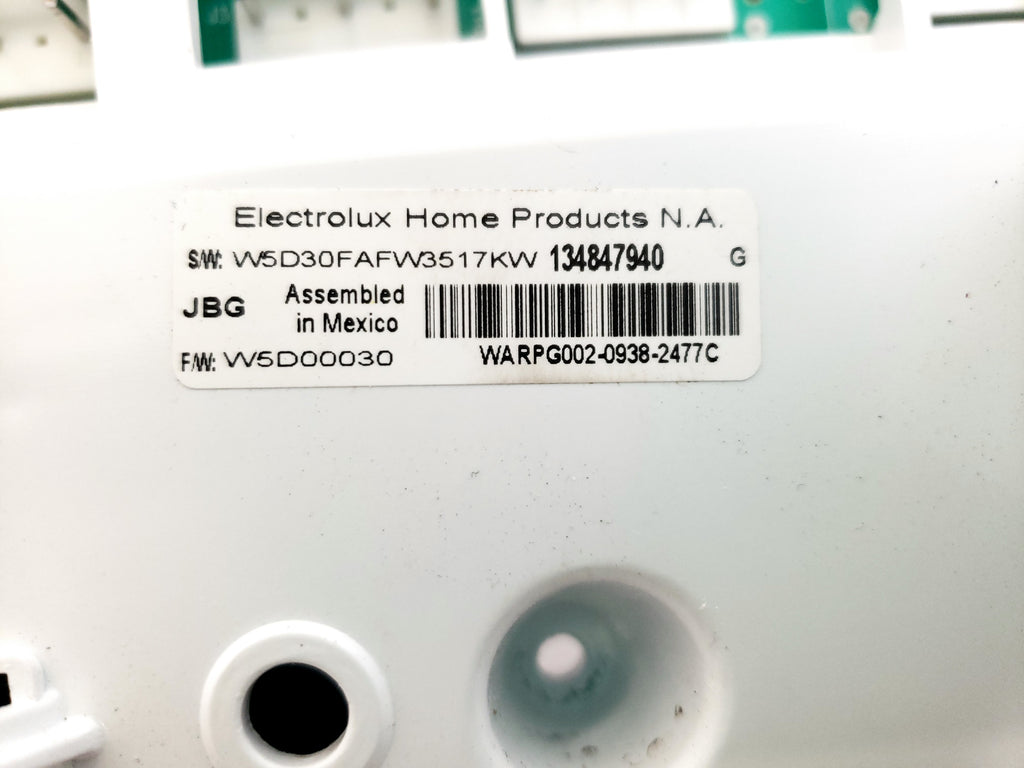 Electrolux Home Products N.A.
S/W: W5D30FAFW3517KW 134847940 G
JBG Assembled
in Mexico
F/W: W5D00030 WARPG002-0938-2477C